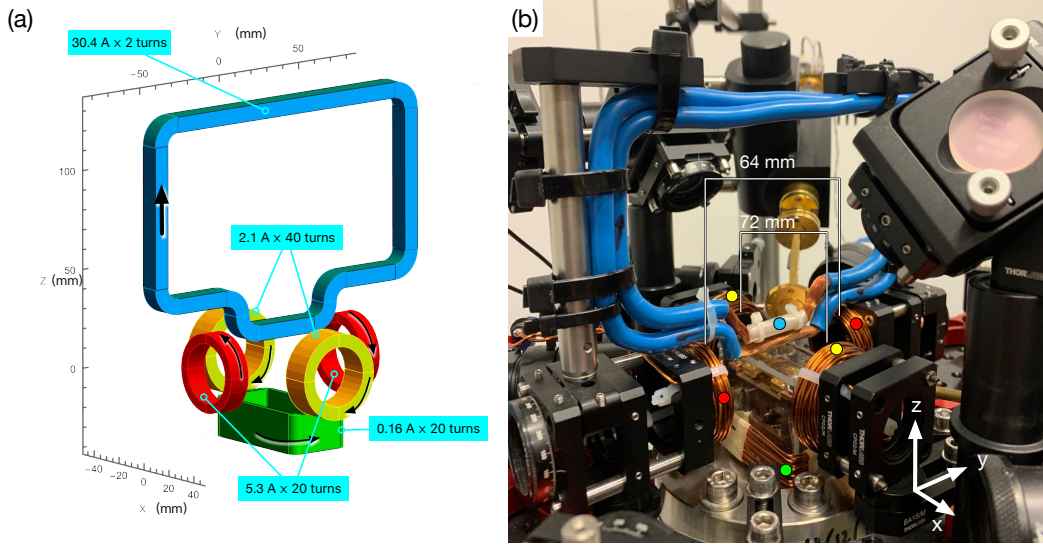 (a)
30.4 A × 2 turns
Y (mm)
−50
0
50
100
50
0
Z (mm)
2.1 A × 40 turns
0.16 A × 20 turns
5.3 A × 20 turns
−40
−20
0
20
40
X (mm)
(b)
64 mm
72 mm
THORLABS
z
y
x
BA1S/M